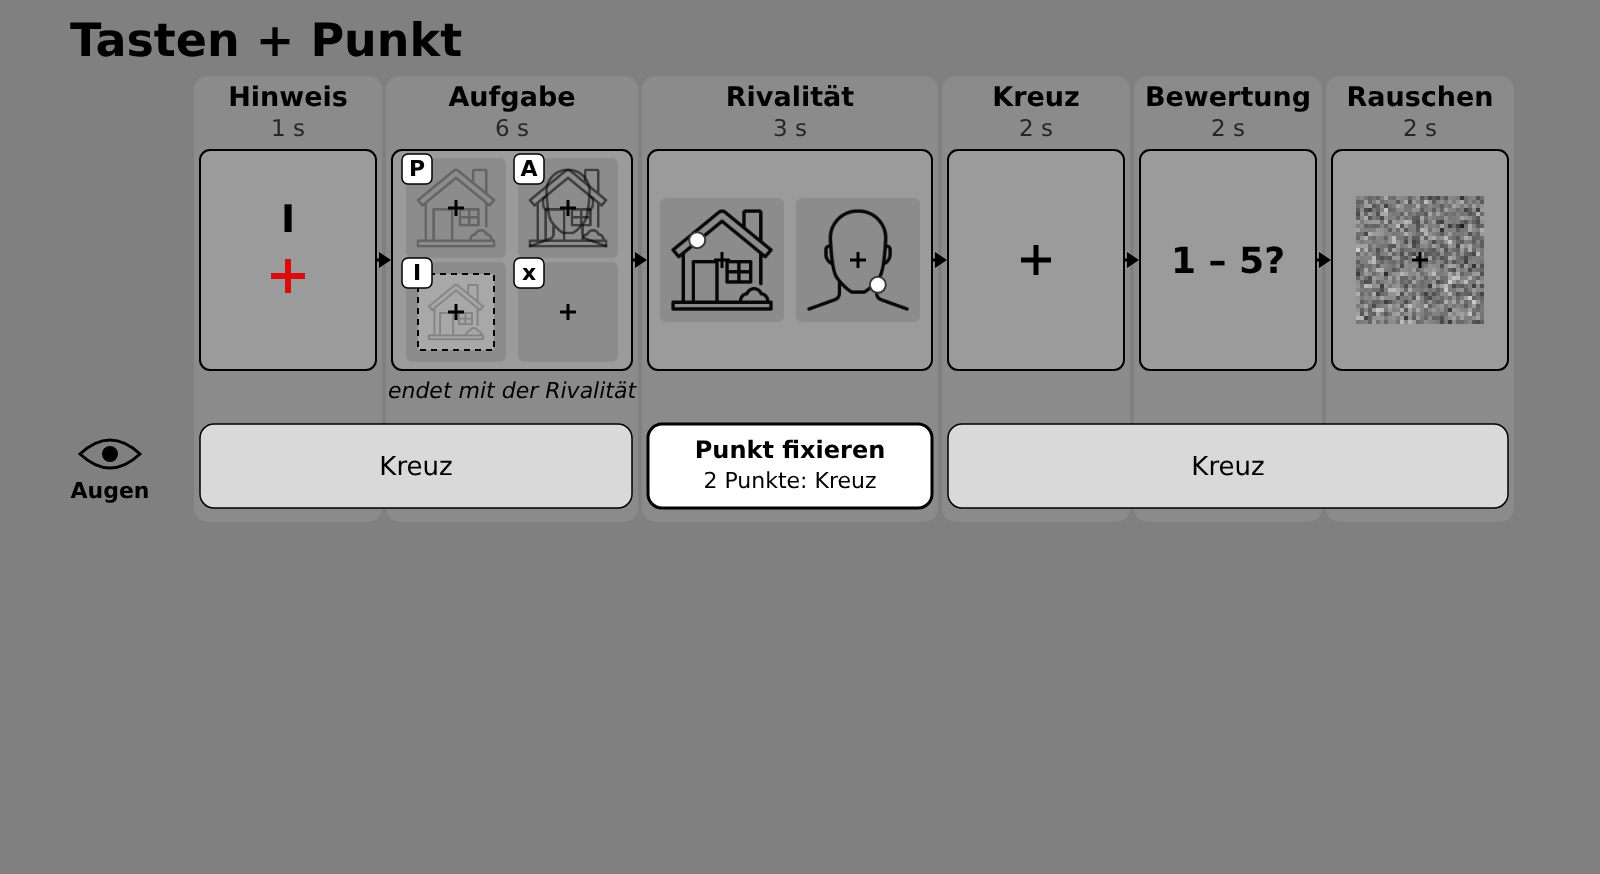 Tasten + Punkt
Hinweis
1 s
Aufgabe
6 s
Rivalität
3 s
Kreuz
2 s
Bewertung
2 s
Rauschen
2 s
I
+
P
A
I
x
+
1 – 5?
endet mit der Rivalität
Augen
Kreuz
Punkt fixieren
2 Punkte: Kreuz
Kreuz